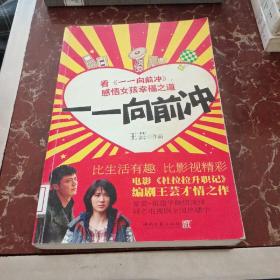 看《一一向前冲》
感悟女孩幸福之道
一一向前冲
王芸 作品
比生活有趣 比影视精彩
电影《杜拉拉升职记》
编剧王芸才情之作